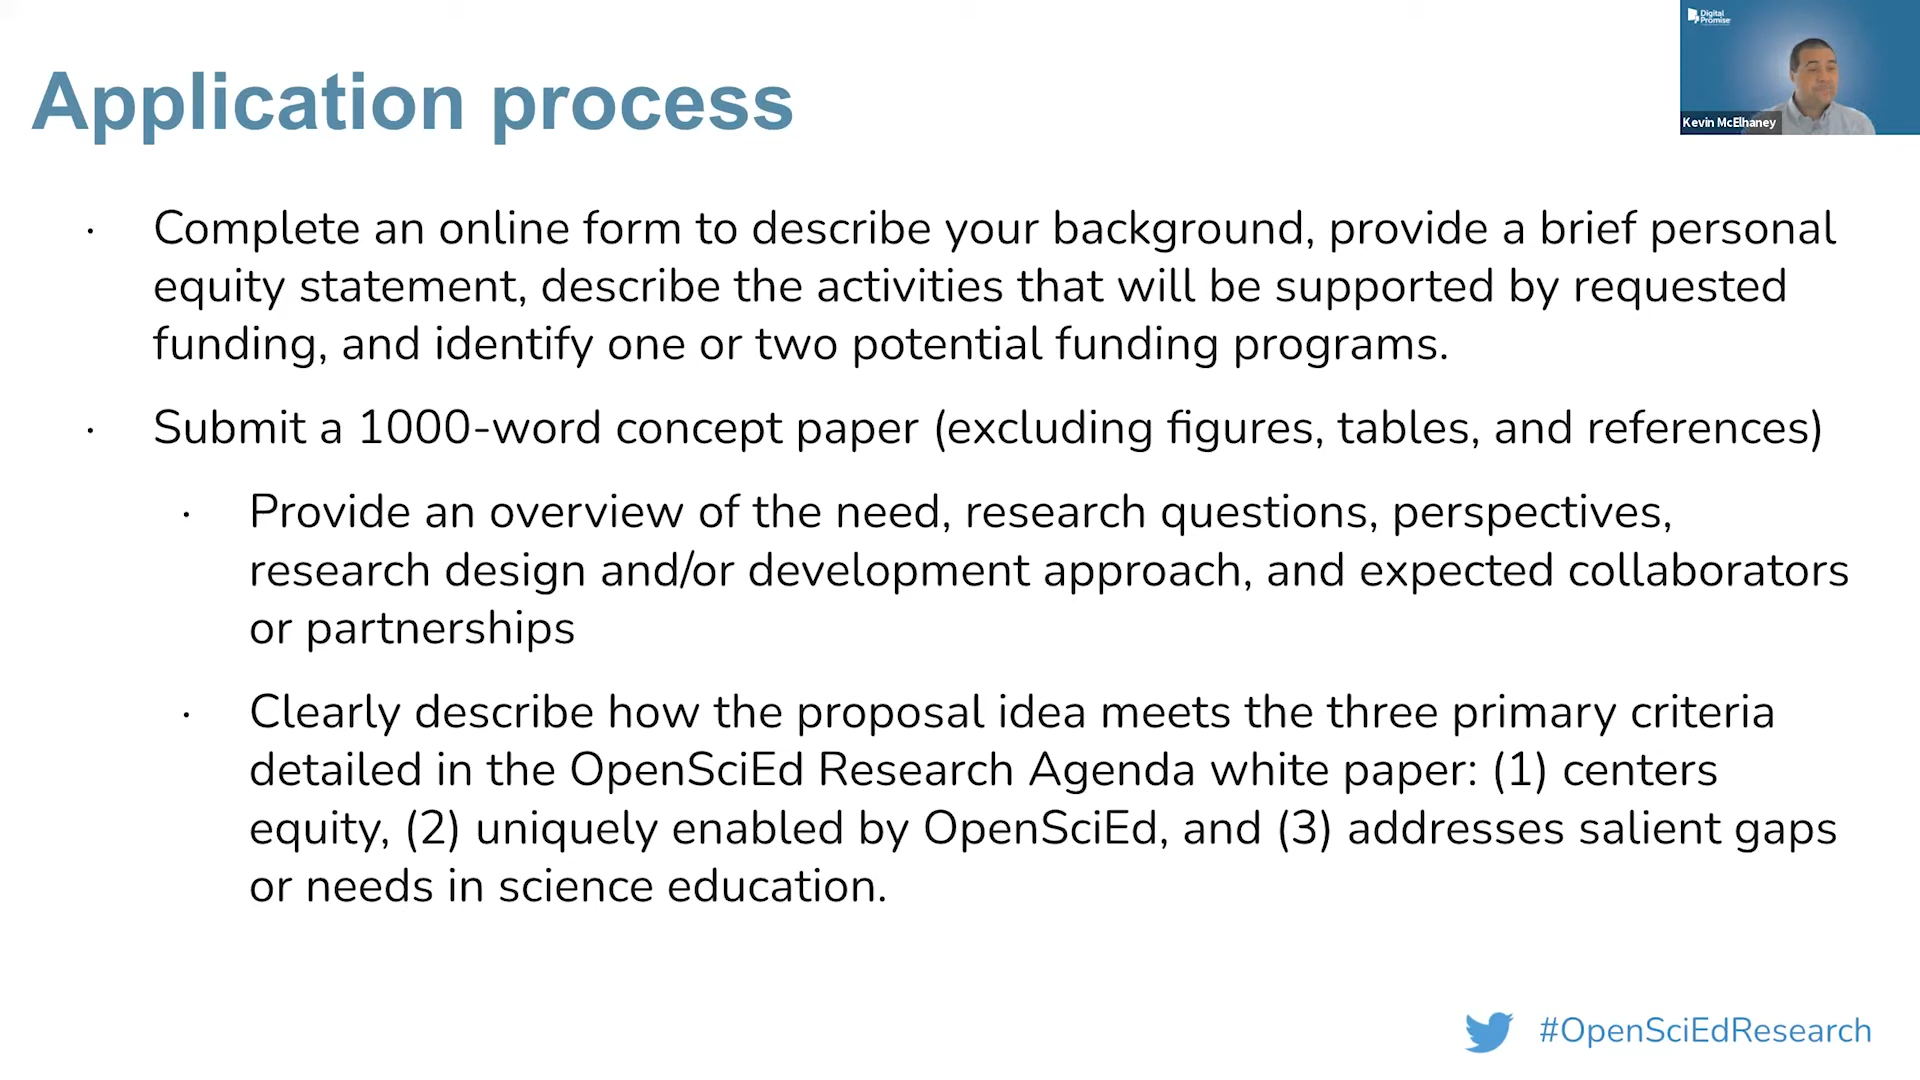 Digital
Promise
Kevin McElhaney
Application process
· Complete an online form to describe your background, provide a brief personal
equity statement, describe the activities that will be supported by requested
funding, and identify one or two potential funding programs.
· Submit a 1000-word concept paper (excluding figures, tables, and references)
· Provide an overview of the need, research questions, perspectives,
research design and/or development approach, and expected collaborators
or partnerships
· Clearly describe how the proposal idea meets the three primary criteria
detailed in the OpenSciEd Research Agenda white paper: (1) centers
equity, (2) uniquely enabled by OpenSciEd, and (3) addresses salient gaps
or needs in science education.
#OpenSciEdResearch